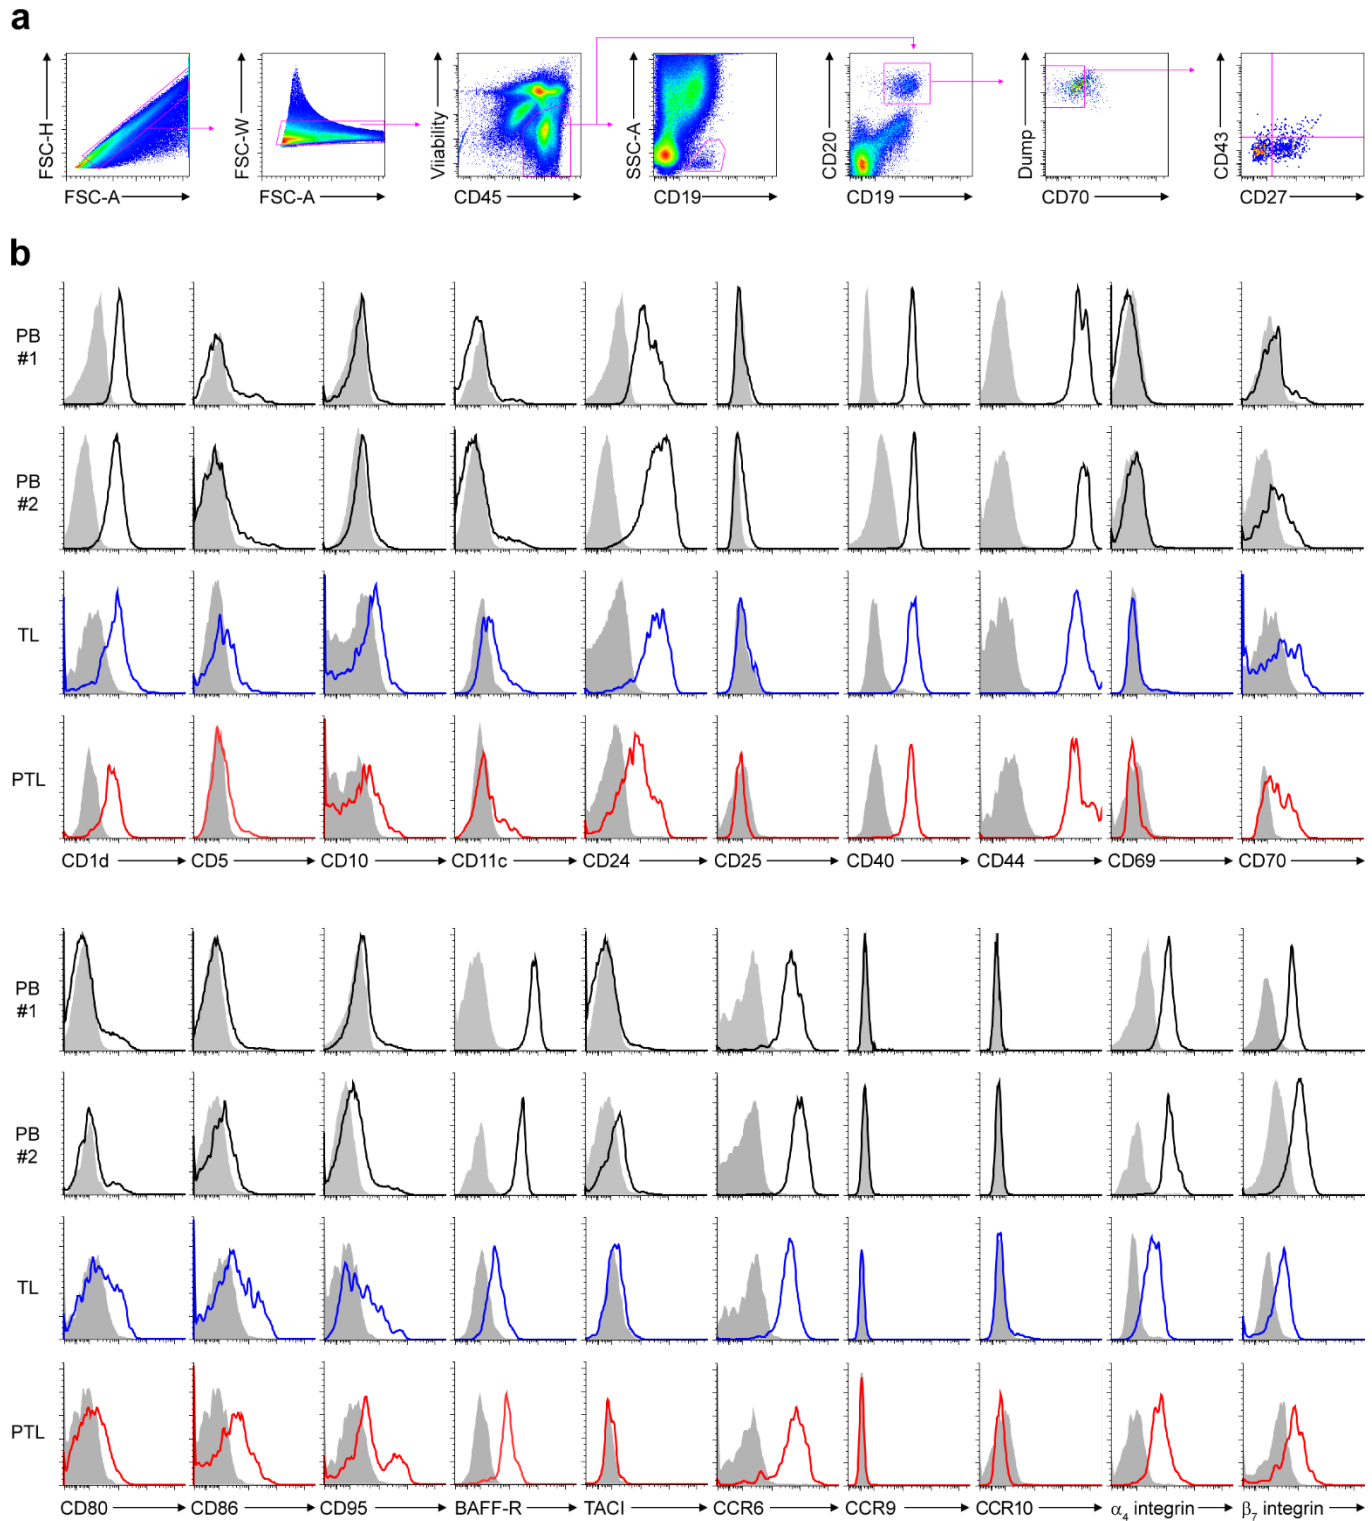 a
FSC-H
FSC-A
FSC-W
FSC-A
Viiability
CD45
SSC-A
CD19
CD20
CD19
Dump
CD70
CD43
CD27
b
PB
#1
PB
#2
TL
PTL
CD1d CD5 CD10 CD11c CD24 CD25 CD40 CD44 CD69 CD70
PB
#1
PB
#2
TL
PTL
CD80 CD86 CD95 BAFF-R TACI CCR6 CCR9 CCR10 α4 integrin β7 integrin